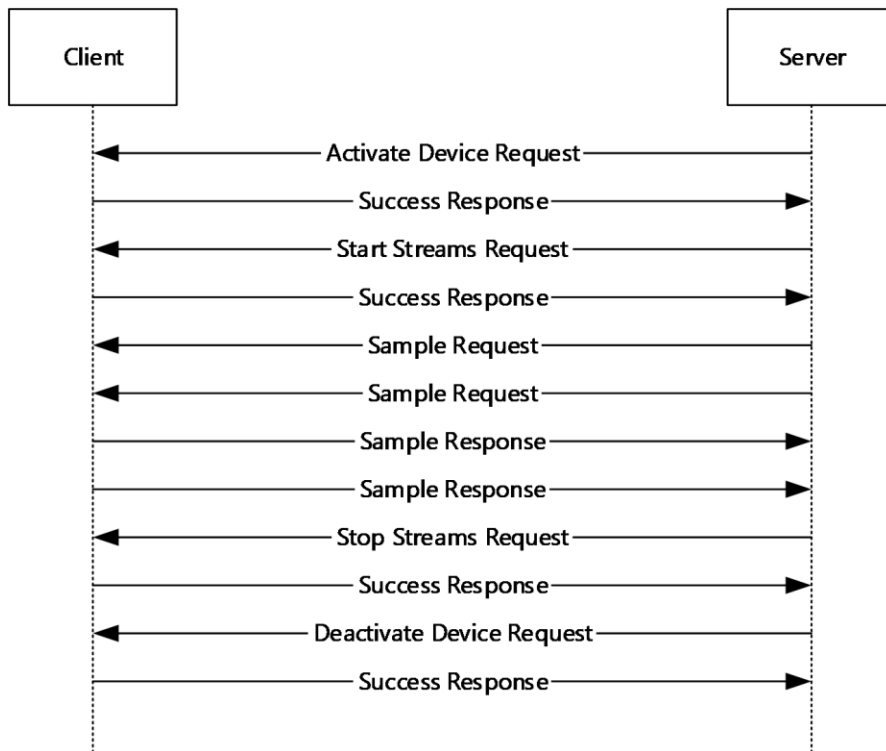 Client
Server
Activate Device Request
Success Response
Start Streams Request
Success Response
Sample Request
Sample Request
Sample Response
Sample Response
Stop Streams Request
Success Response
Deactivate Device Request
Success Response